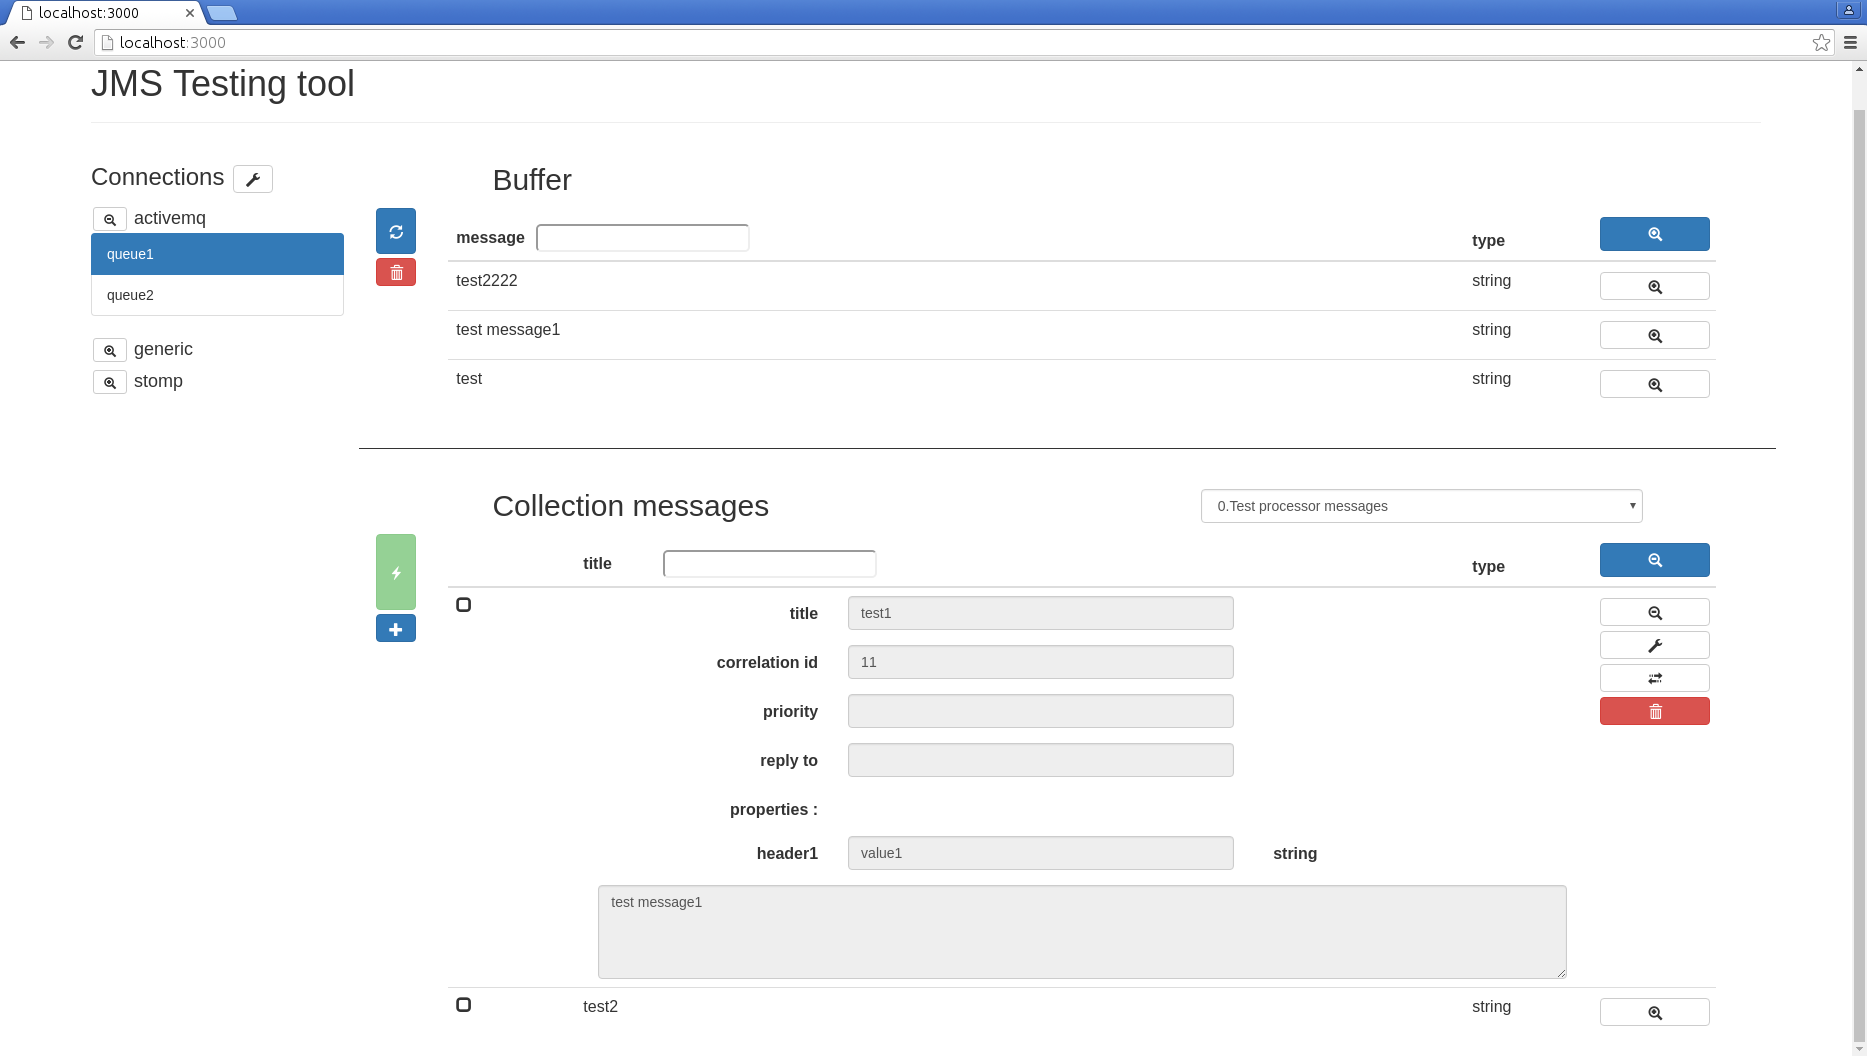 localhost:3000
localhost:3000
JMS Testing tool
Connections
activemq
queue1
queue2
generic
stomp
Buffer
message type
test2222 string
test message1 string
test string
Collection messages 0.Test processor messages
title type
title test1
correlation id 11
priority
reply to
properties :
header1 value1 string
test message1
test2 string